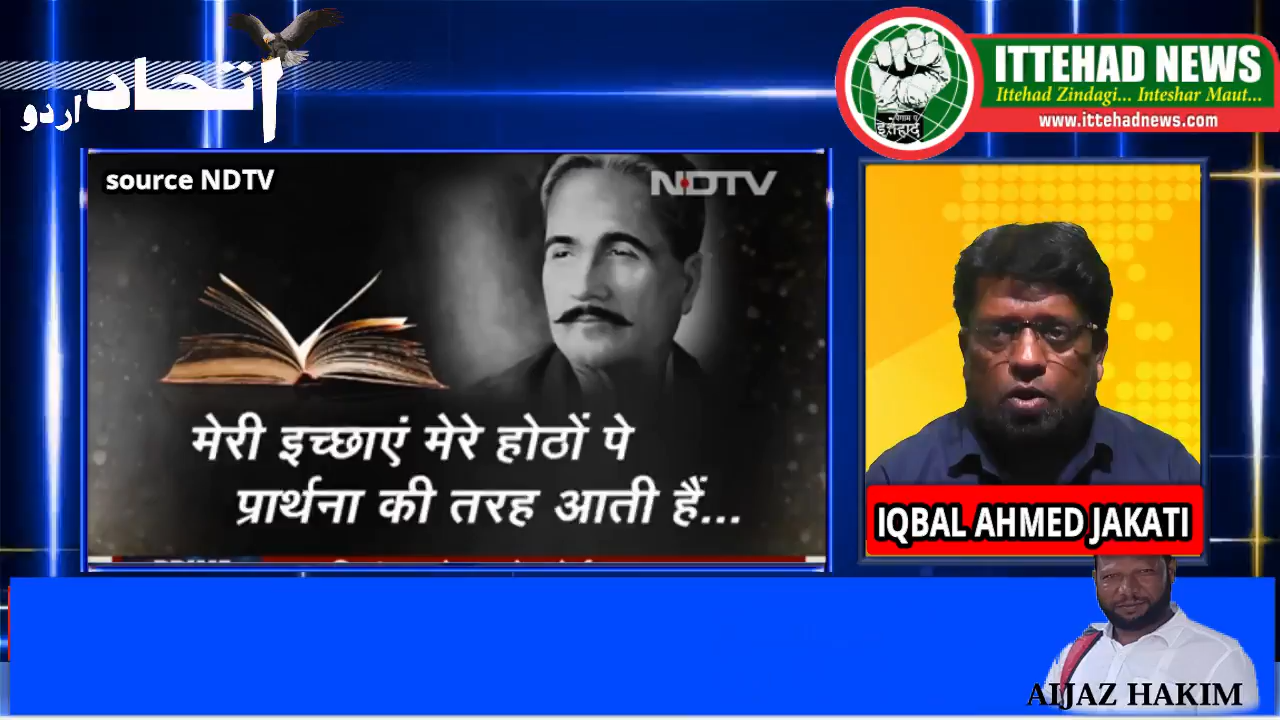 اتحاد
اردو
ITTEHAD NEWS
Ittehad Zindagi... Inteshar Maut...
www.ittehadnews.com
पैग़ाम ए
इत्तेहाद
source NDTV
NDTV
मेरी इच्छाएं मेरे होठों पे
प्रार्थना की तरह आती हैं...
IQBAL AHMED JAKATI
AIJAZ HAKIM